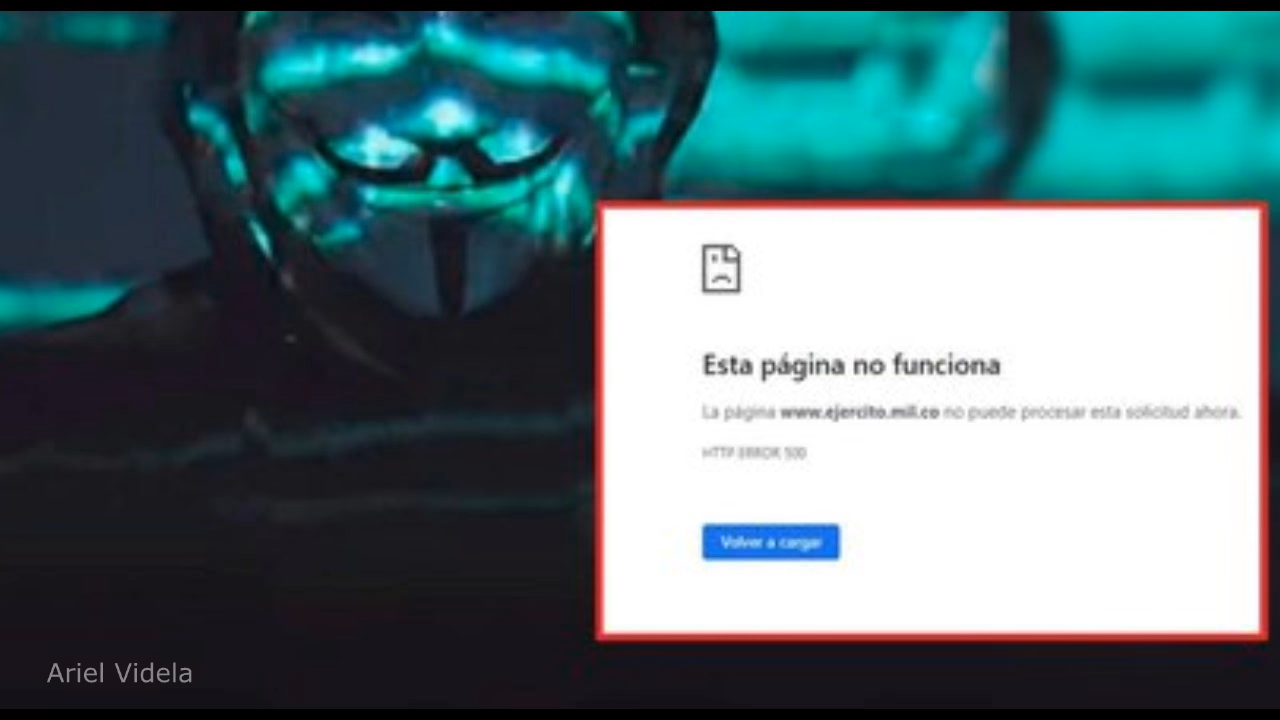 Esta página no funciona
La página www.ejercito.mil.co no puede procesar esta solicitud ahora.
HTTP ERROR 500
Volver a cargar
Ariel Videla